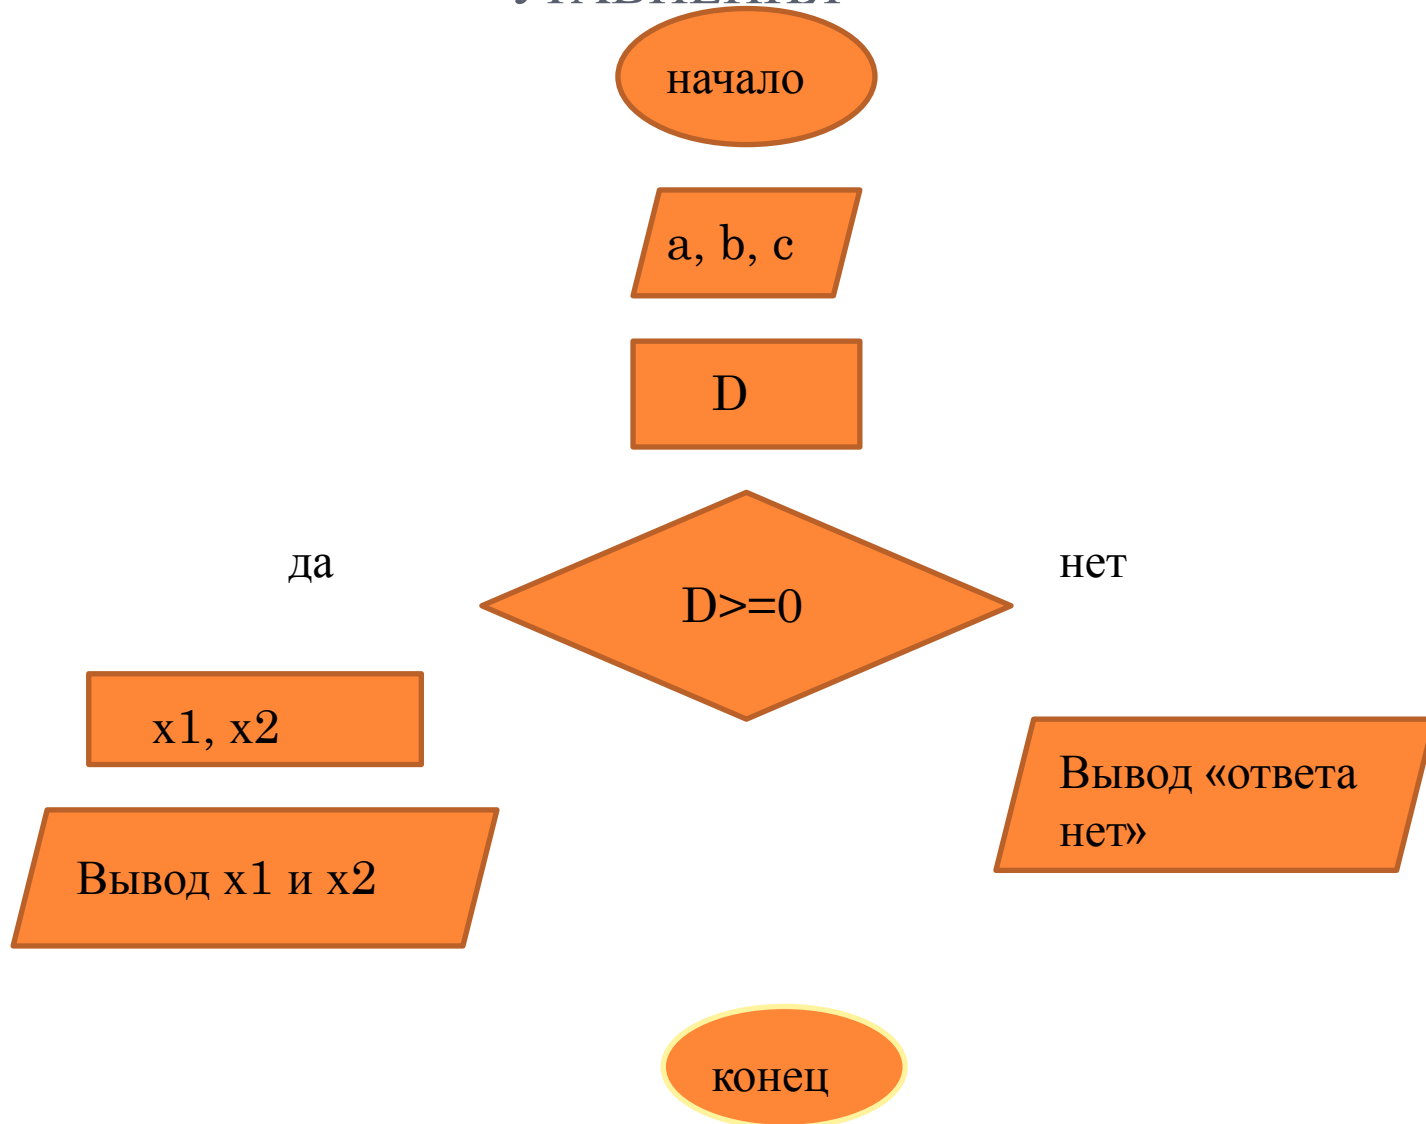 начало
a, b, c
D
да
нет
D>=0
x1, x2
Вывод «ответа
нет»
Вывод x1 и x2
конец